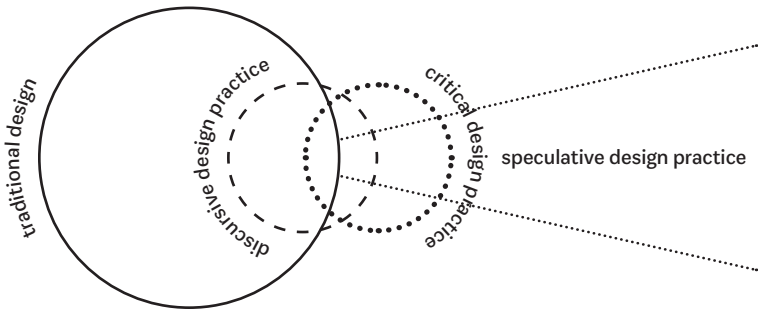 traditional design
discursive design practice
critical design practice
speculative design practice